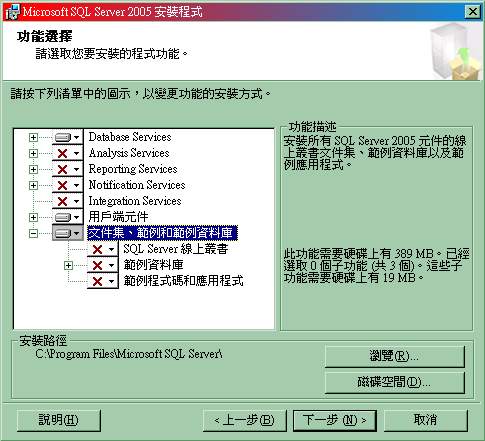 Microsoft SQL Server 2005 安裝程式
功能選擇
請選取您要安裝的程式功能。
請按下列清單中的圖示，以變更功能的安裝方式。
Database Services
Analysis Services
Reporting Services
Notification Services
Integration Services
用戶端元件
文件集、範例和範例資料庫
SQL Server 線上叢書
範例資料庫
範例程式碼和應用程式
功能描述
安裝所有 SQL Server 2005 元件的線
上叢書文件集、範例資料庫以及範
例應用程式。
此功能需要硬碟上有 389 MB。已經
選取 0 個子功能 (共 3 個)。這些子
功能需要硬碟上有 19 MB。
安裝路徑
C:\Program Files\Microsoft SQL Server\
瀏覽(R)...
磁碟空間(D)...
說明(H)
< 上一步(B)
下一步 (N) >
取消